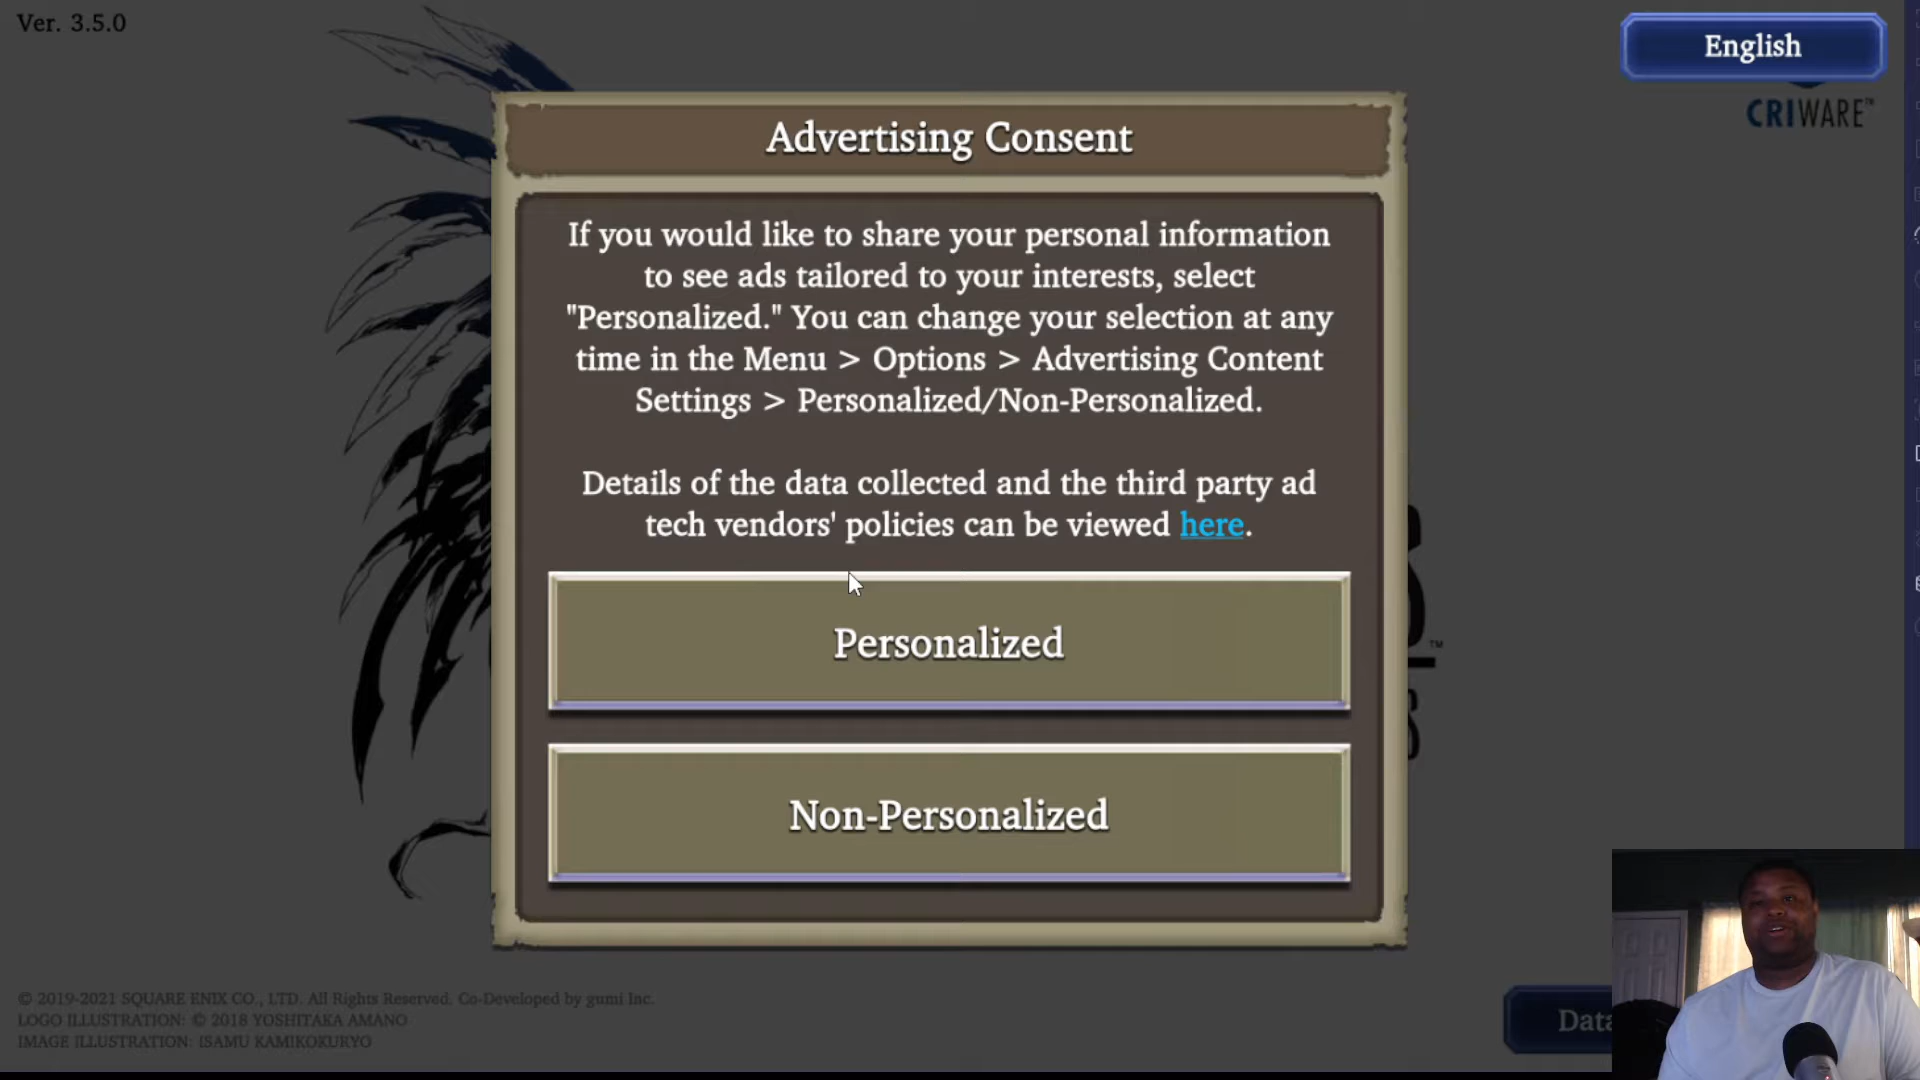 Ver. 3.5.0
English
CRIWARE™
Advertising Consent
If you would like to share your personal information
to see ads tailored to your interests, select
"Personalized." You can change your selection at any
time in the Menu > Options > Advertising Content
Settings > Personalized/Non-Personalized.
Details of the data collected and the third party ad
tech vendors' policies can be viewed here.
Personalized
Non-Personalized
™
© 2019-2021 SQUARE ENIX CO., LTD. All Rights Reserved. Co-Developed by gumi Inc.
LOGO ILLUSTRATION: © 2018 YOSHITAKA AMANO
IMAGE ILLUSTRATION: ISAMU KAMIKOKURYO
Data